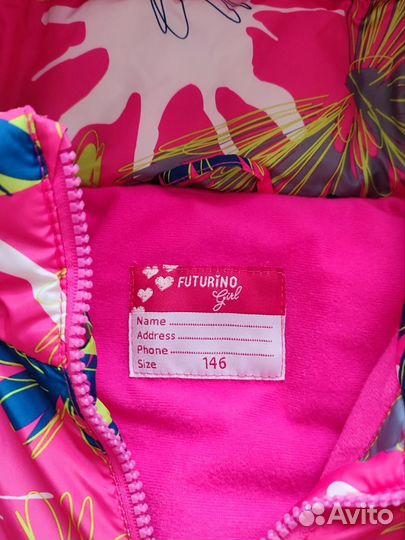 FUTURiNO
Girl
Name
Address
Phone
Size 146
Avito